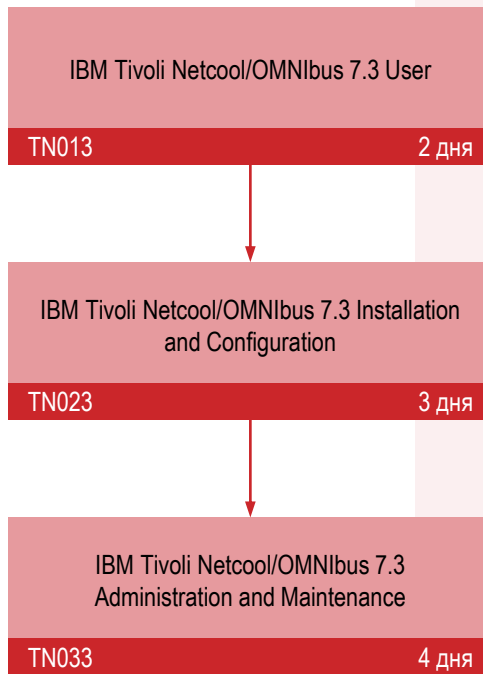 IBM Tivoli Netcool/OMNIbus 7.3 User
TN013 2 дня
IBM Tivoli Netcool/OMNIbus 7.3 Installation
and Configuration
TN023 3 дня
IBM Tivoli Netcool/OMNIbus 7.3
Administration and Maintenance
TN033 4 дня